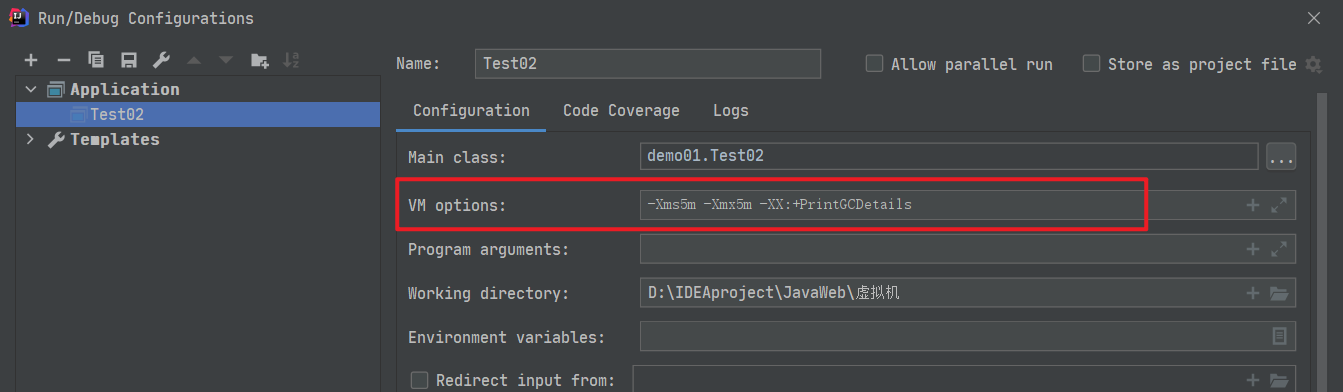 Run/Debug Configurations
Name: Test02 Allow parallel run Store as project file
Application
Test02
Templates
Configuration Code Coverage Logs
Main class: demo01.Test02 ...
VM options: -Xms5m -Xmx5m -XX:+PrintGCDetails
Program arguments:
Working directory: D:\IDEAproject\JavaWeb\虚拟机
Environment variables:
Redirect input from: